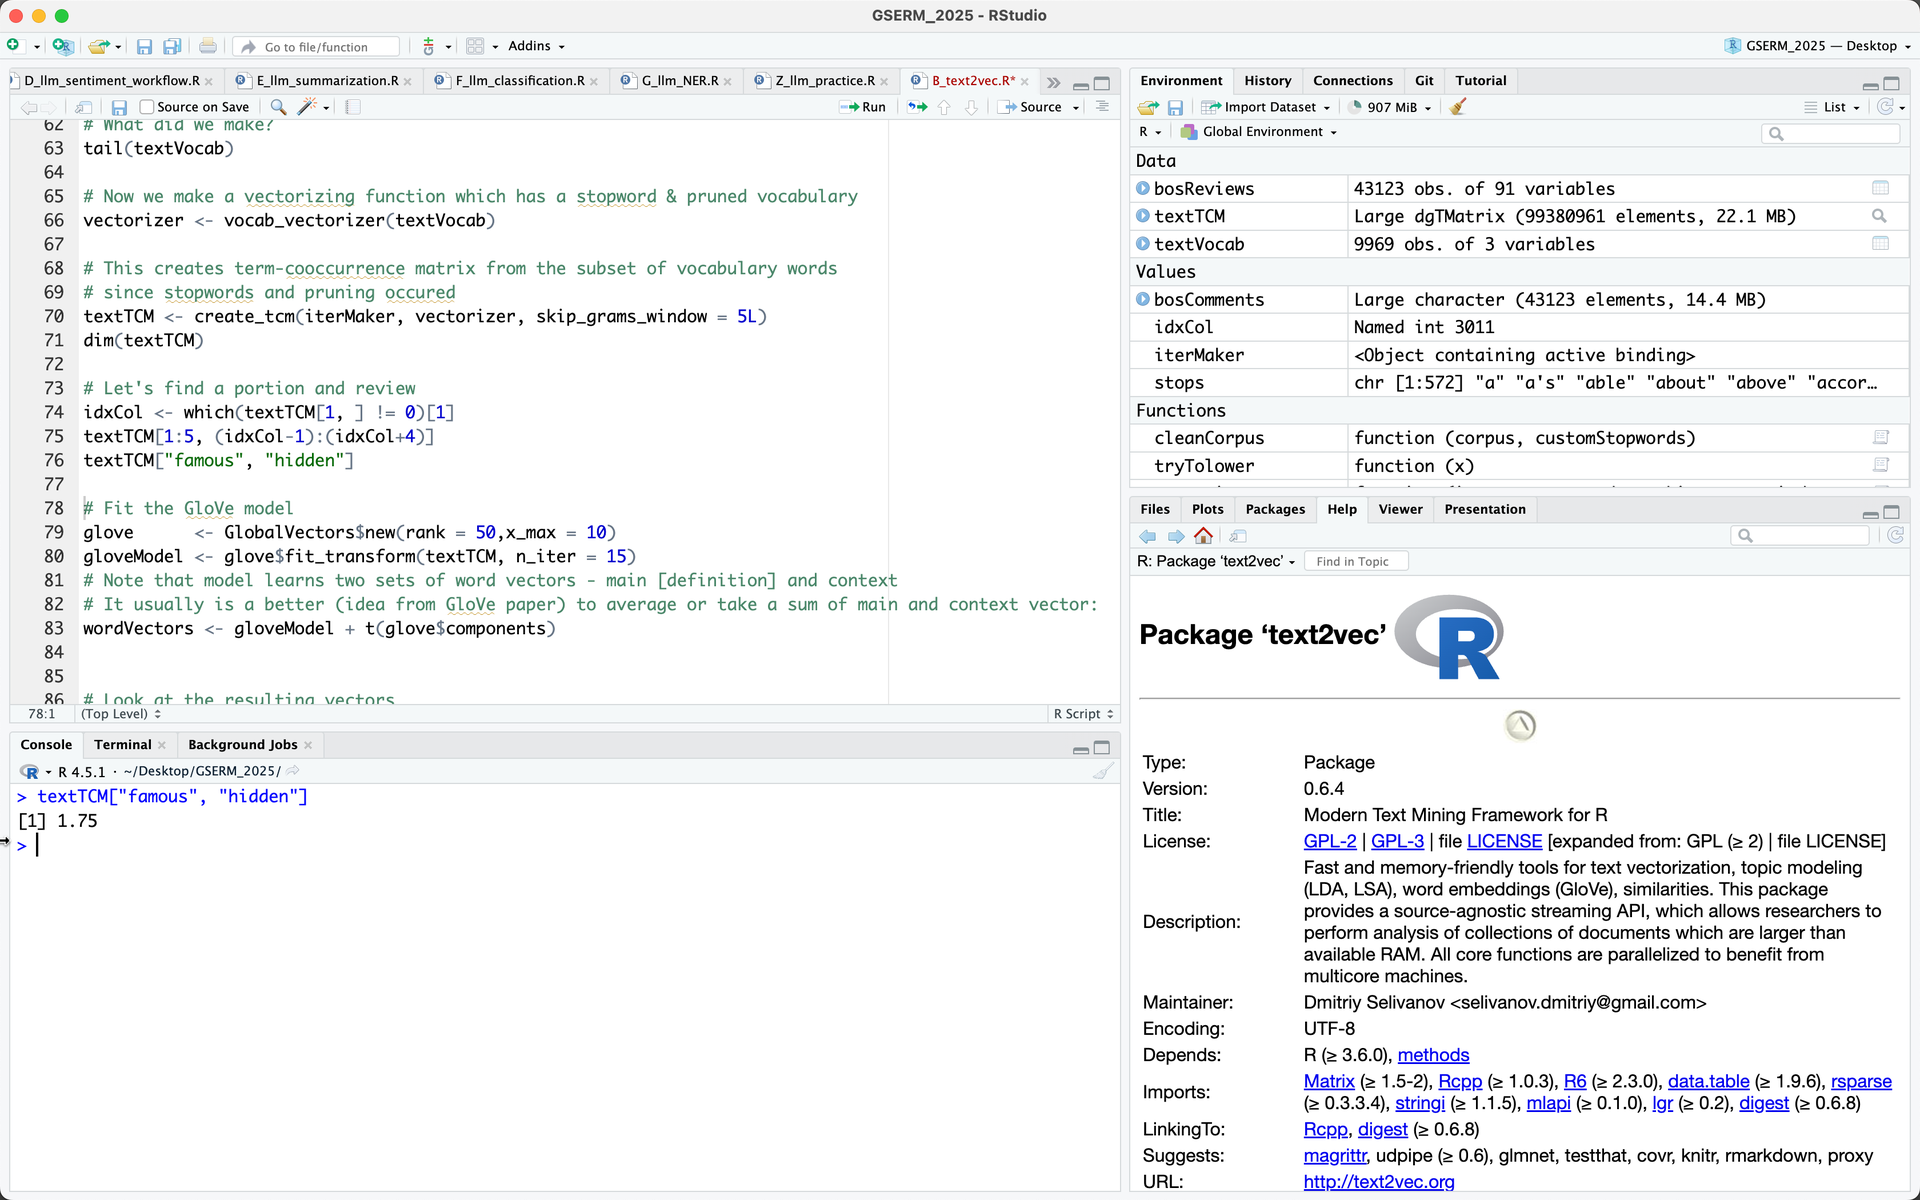 GSERM_2025 - RStudio
Go to file/function
Addins
GSERM_2025 — Desktop
D_llm_sentiment_workflow.R
E_llm_summarization.R
F_llm_classification.R
G_llm_NER.R
Z_llm_practice.R
B_text2vec.R*
Source on Save
Run
Source
62 # What did we make?
63 tail(textVocab)
64
65 # Now we make a vectorizing function which has a stopword & pruned vocabulary
66 vectorizer <- vocab_vectorizer(textVocab)
67
68 # This creates term-cooccurrence matrix from the subset of vocabulary words
69 # since stopwords and pruning occured
70 textTCM <- create_tcm(iterMaker, vectorizer, skip_grams_window = 5L)
71 dim(textTCM)
72
73 # Let's find a portion and review
74 idxCol <- which(textTCM[1, ] != 0)[1]
75 textTCM[1:5, (idxCol-1):(idxCol+4)]
76 textTCM["famous", "hidden"]
77
78 # Fit the GloVe model
79 glove      <- GlobalVectors$new(rank = 50,x_max = 10)
80 gloveModel <- glove$fit_transform(textTCM, n_iter = 15)
81 # Note that model learns two sets of word vectors - main [definition] and context
82 # It usually is a better (idea from GloVe paper) to average or take a sum of main and context vector:
83 wordVectors <- gloveModel + t(glove$components)
84
85
86 # Look at the resulting vectors
78:1
(Top Level)
R Script
Console
Terminal
Background Jobs
R 4.5.1 · ~/Desktop/GSERM_2025/
> textTCM["famous", "hidden"]
[1] 1.75
>
Environment
History
Connections
Git
Tutorial
Import Dataset
907 MiB
List
R
Global Environment
Data
bosReviews 43123 obs. of 91 variables
textTCM Large dgTMatrix (99380961 elements, 22.1 MB)
textVocab 9969 obs. of 3 variables
Values
bosComments Large character (43123 elements, 14.4 MB)
idxCol Named int 3011
iterMaker <Object containing active binding>
stops chr [1:572] "a" "a's" "able" "about" "above" "accor…
Functions
cleanCorpus function (corpus, customStopwords)
tryTolower function (x)
Files
Plots
Packages
Help
Viewer
Presentation
R: Package ‘text2vec’
Find in Topic
Package ‘text2vec’
R
Type: Package
Version: 0.6.4
Title: Modern Text Mining Framework for R
License: GPL-2 | GPL-3 | file LICENSE [expanded from: GPL (≥ 2) | file LICENSE]
Description: Fast and memory-friendly tools for text vectorization, topic modeling
(LDA, LSA), word embeddings (GloVe), similarities. This package
provides a source-agnostic streaming API, which allows researchers to
perform analysis of collections of documents which are larger than
available RAM. All core functions are parallelized to benefit from
multicore machines.
Maintainer: Dmitriy Selivanov <selivanov.dmitriy@gmail.com>
Encoding: UTF-8
Depends: R (≥ 3.6.0), methods
Imports: Matrix (≥ 1.5-2), Rcpp (≥ 1.0.3), R6 (≥ 2.3.0), data.table (≥ 1.9.6), rsparse
(≥ 0.3.3.4), stringi (≥ 1.1.5), mlapi (≥ 0.1.0), lgr (≥ 0.2), digest (≥ 0.6.8)
LinkingTo: Rcpp, digest (≥ 0.6.8)
Suggests: magrittr, udpipe (≥ 0.6), glmnet, testthat, covr, knitr, rmarkdown, proxy
URL: http://text2vec.org